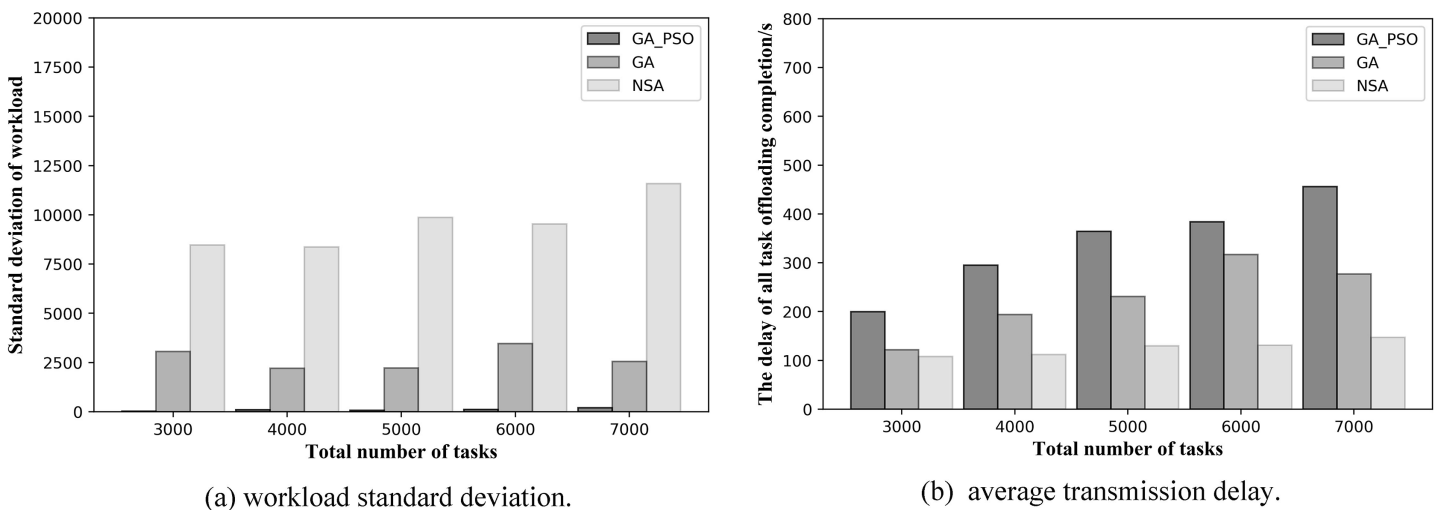 Standard deviation of workload
20000
17500
15000
12500
10000
7500
5000
2500
0
GA_PSO
GA
NSA
3000 4000 5000 6000 7000
Total number of tasks
(a) workload standard deviation.
The delay of all task offloading completion/s
800
700
600
500
400
300
200
100
0
GA_PSO
GA
NSA
3000 4000 5000 6000 7000
Total number of tasks
(b) average transmission delay.